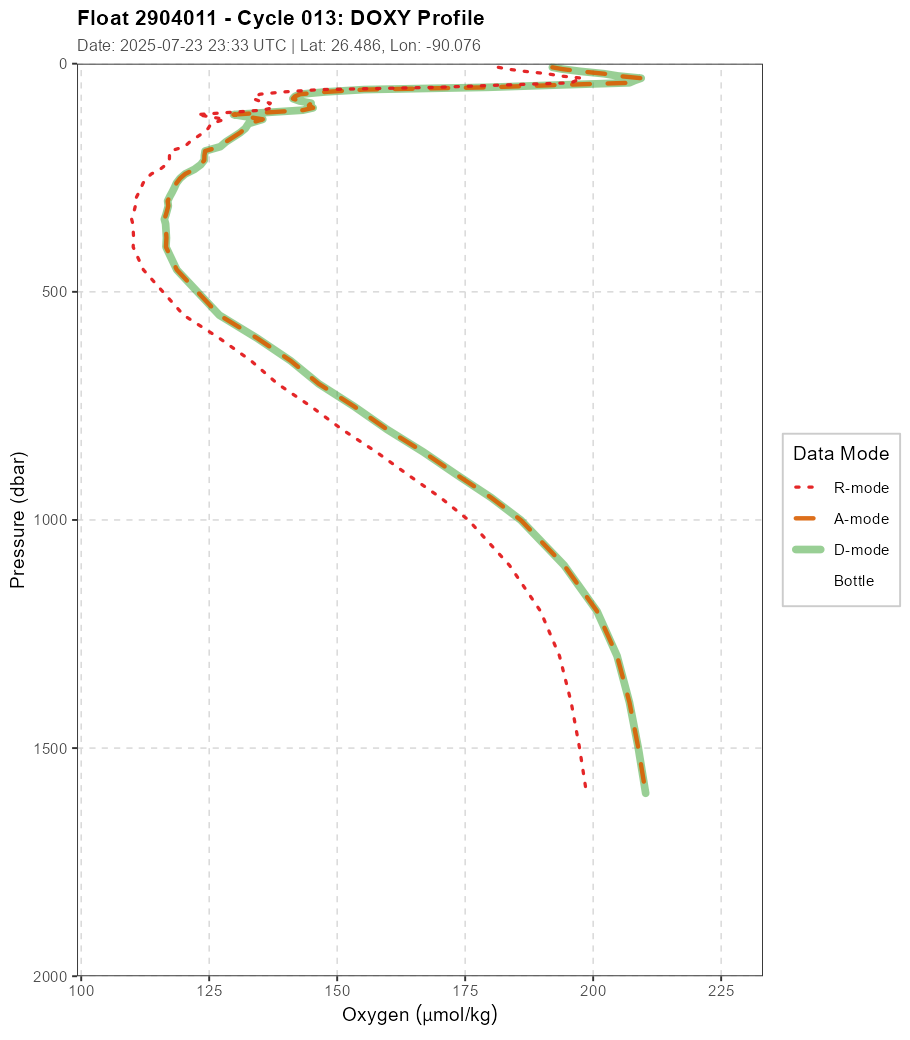 Float 2904011 - Cycle 013: DOXY Profile
Date: 2025-07-23 23:33 UTC | Lat: 26.486, Lon: -90.076
0
500
1000
1500
2000
Pressure (dbar)
100 125 150 175 200 225
Oxygen (μmol/kg)
Data Mode
R-mode
A-mode
D-mode
Bottle